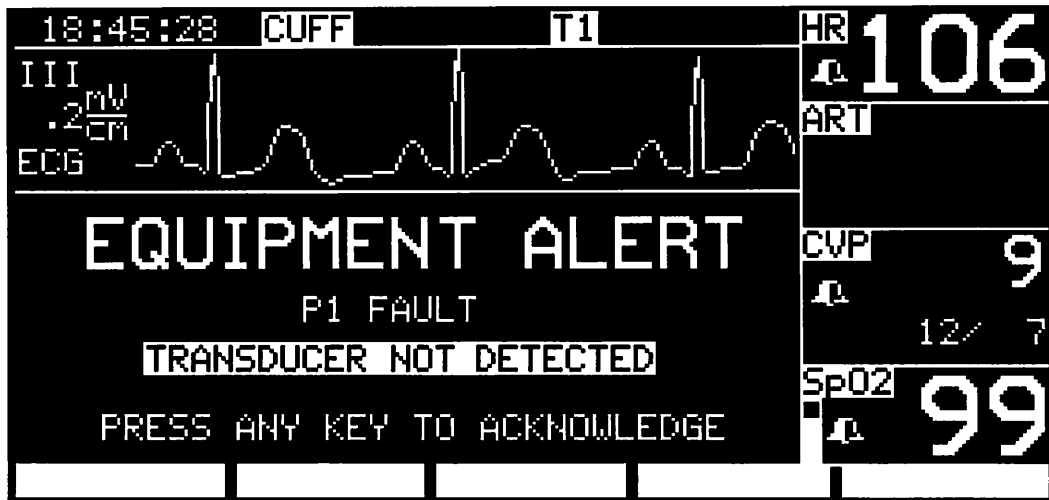 18:45:28 CUFF T1
III
.2 mV/cm
ECG
EQUIPMENT ALERT
P1 FAULT
TRANSDUCER NOT DETECTED
PRESS ANY KEY TO ACKNOWLEDGE
HR
106
ART
CVP
9
12/ 7
SpO2
99